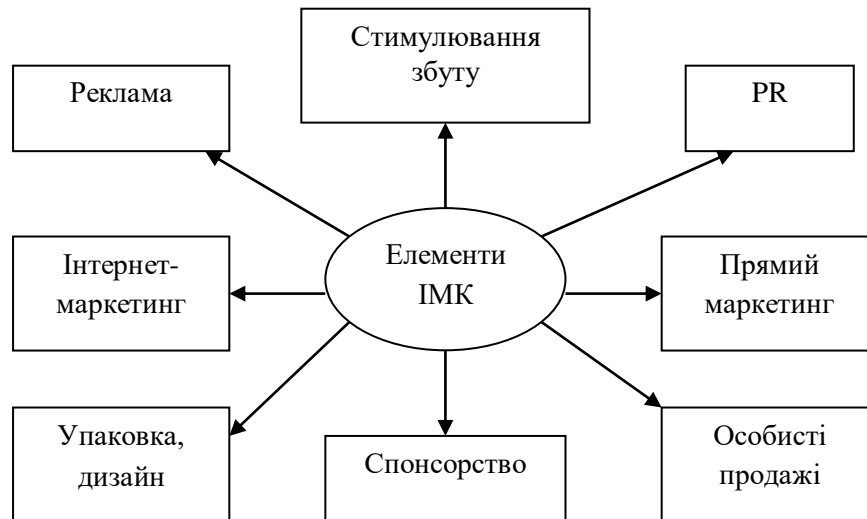 Стимулювання
збуту
Реклама
PR
Інтернет-
маркетинг
Елементи
ІМК
Прямий
маркетинг
Упаковка,
дизайн
Спонсорство
Особисті
продажі